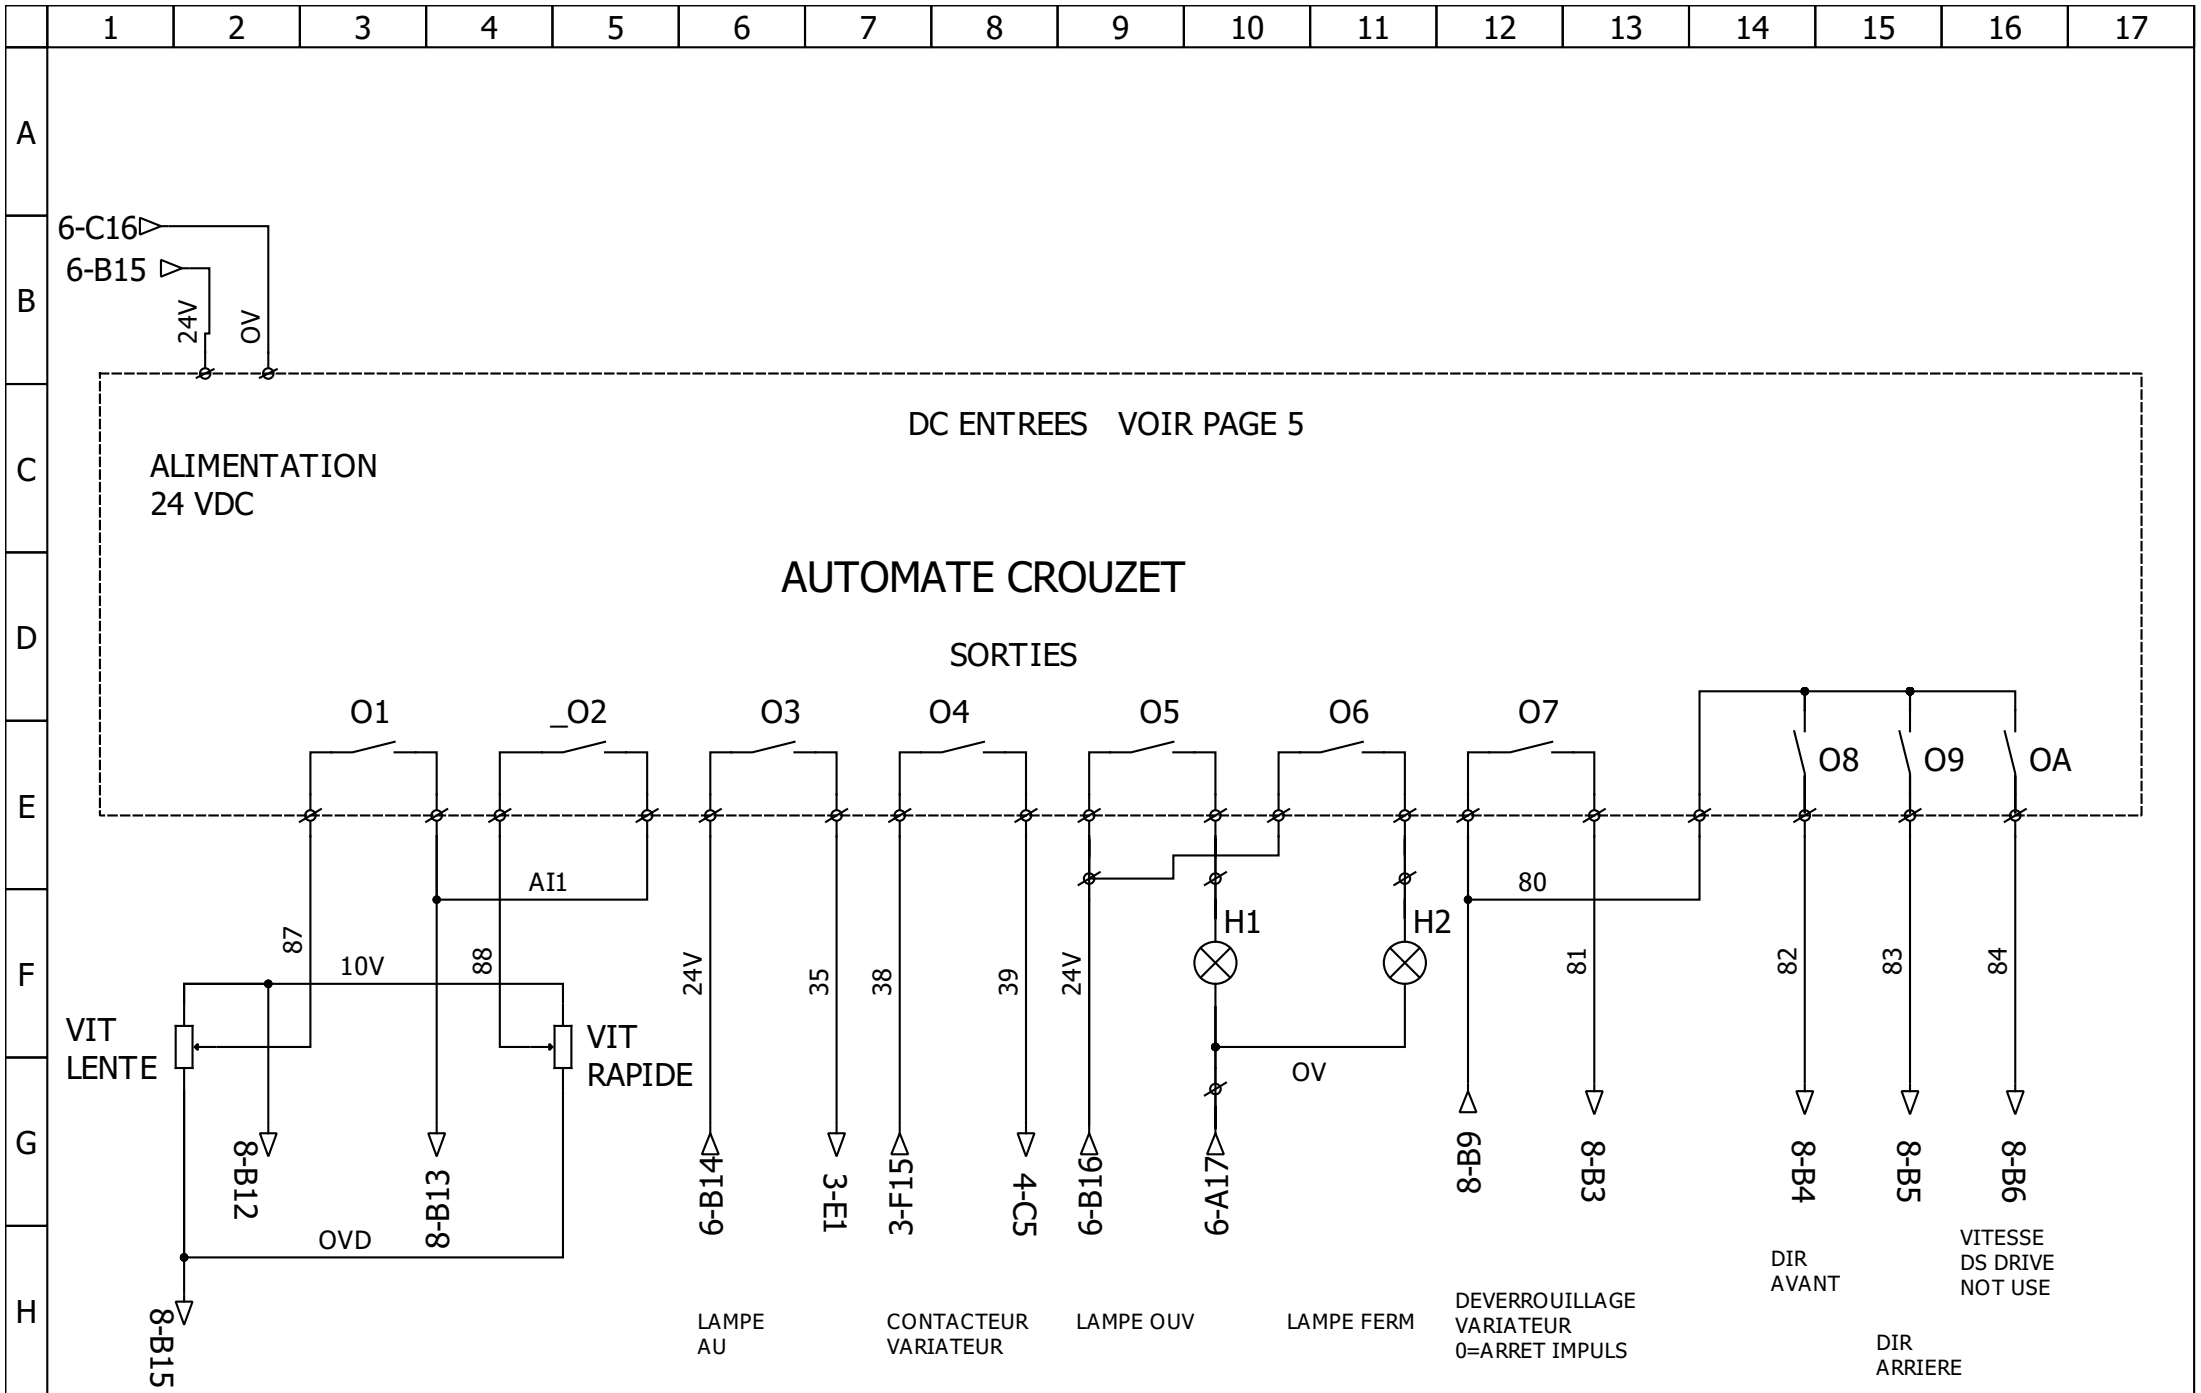 1 2 3 4 5 6 7 8 9 10 11 12 13 14 15 16 17
A
6-C16
6-B15
B
24V
OV
DC ENTREES VOIR PAGE 5
C
ALIMENTATION
24 VDC
AUTOMATE CROUZET
D
SORTIES
O1 _O2 O3 O4 O5 O6 O7
O8 O9 OA
E
AI1
80
H1 H2
87
10V
88
24V
35
38
39
24V
81
82
83
84
F
VIT
LENTE
VIT
RAPIDE
OV
G
8-B12
8-B13
6-B14
3-E1
3-F15
4-C5
6-B16
6-A17
8-B9
8-B3
8-B4
8-B5
8-B6
OVD
H
8-B15
LAMPE
AU
CONTACTEUR
VARIATEUR
LAMPE OUV
LAMPE FERM
DEVERROUILLAGE
VARIATEUR
0=ARRET IMPULS
DIR
AVANT
DIR
ARRIERE
VITESSE
DS DRIVE
NOT USE